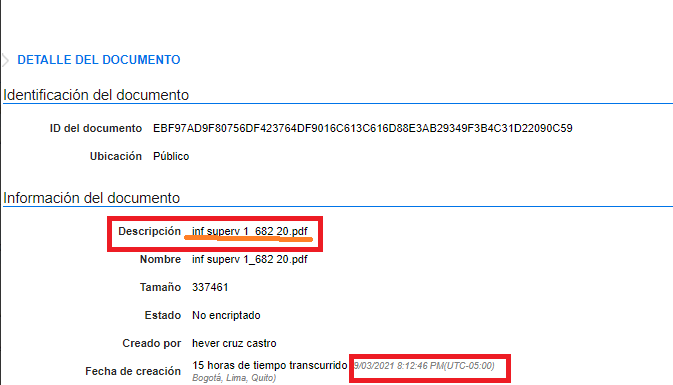 DETALLE DEL DOCUMENTO
Identificación del documento
ID del documento EBF97AD9F80756DF423764DF9016C613C616D88E3AB29349F3B4C31D22090C59
Ubicación Público
Información del documento
Descripción inf superv 1_682 20.pdf
Nombre inf superv 1_682 20.pdf
Tamaño 337461
Estado No encriptado
Creado por hever cruz castro
Fecha de creación 15 horas de tiempo transcurrido 9/03/2021 8:12:46 PM(UTC-05:00)
Bogotá, Lima, Quito)